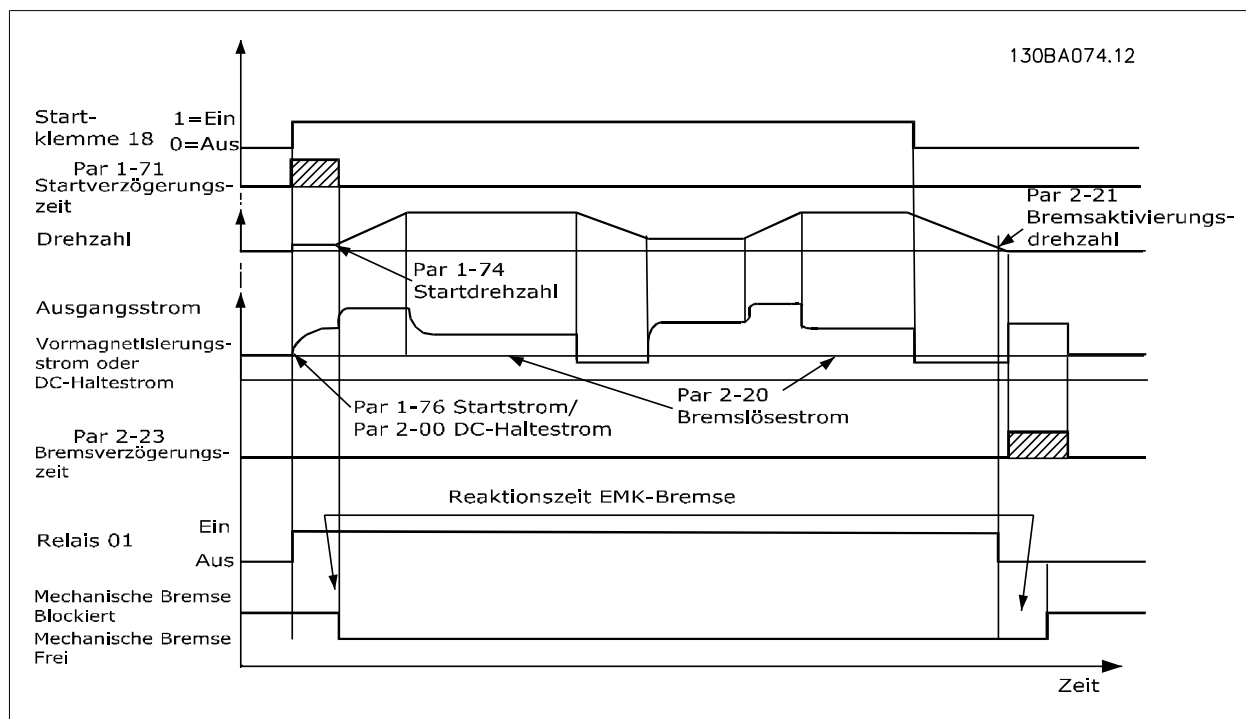 130BA074.12
Start-
klemme 18
1=Ein
0=Aus
Par 1-71
Startverzögerungs-
zeit
Par 2-21
Bremsaktivierungs-
drehzahl
Drehzahl
Par 1-74
Startdrehzahl
Ausgangsstrom
Vormagnetisierungs-
strom oder
DC-Haltestrom
Par 1-76 Startstrom/
Par 2-00 DC-Haltestrom
Par 2-20
Bremslösestrom
Par 2-23
Bremsverzögerungs-
zeit
Reaktionszeit EMK-Bremse
Relais 01
Ein
Aus
Mechanische Bremse
Blockiert
Mechanische Bremse
Frei
Zeit